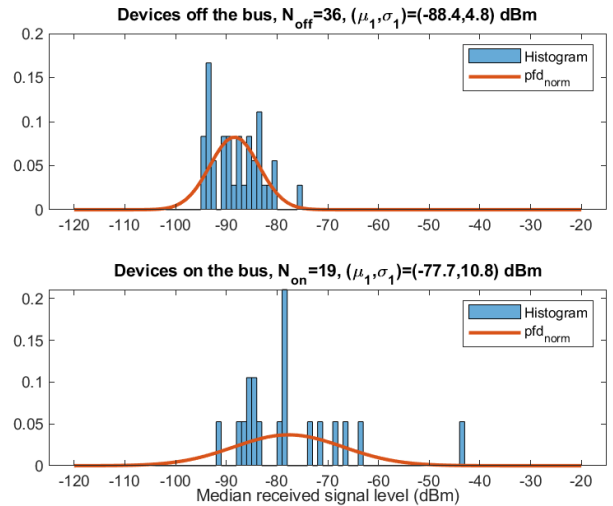 Devices off the bus, N_off=36, (μ_1,σ_1)=(-88.4,4.8) dBm
0.2
0.15
0.1
0.05
0
Histogram
pfd_norm
-120 -110 -100 -90 -80 -70 -60 -50 -40 -30 -20
Devices on the bus, N_on=19, (μ_1,σ_1)=(-77.7,10.8) dBm
0.2
0.15
0.1
0.05
0
Histogram
pfd_norm
-120 -110 -100 -90 -80 -70 -60 -50 -40 -30 -20
Median received signal level (dBm)